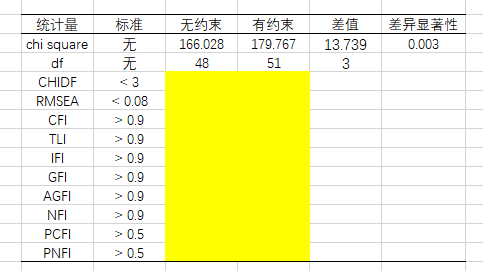 统计量 标准 无约束 有约束 差值 差异显著性
chi square 无 166.028 179.767 13.739 0.003
df 无 48 51 3
CHIDF < 3
RMSEA < 0.08
CFI > 0.9
TLI > 0.9
IFI > 0.9
GFI > 0.9
AGFI > 0.9
NFI > 0.9
PCFI > 0.5
PNFI > 0.5